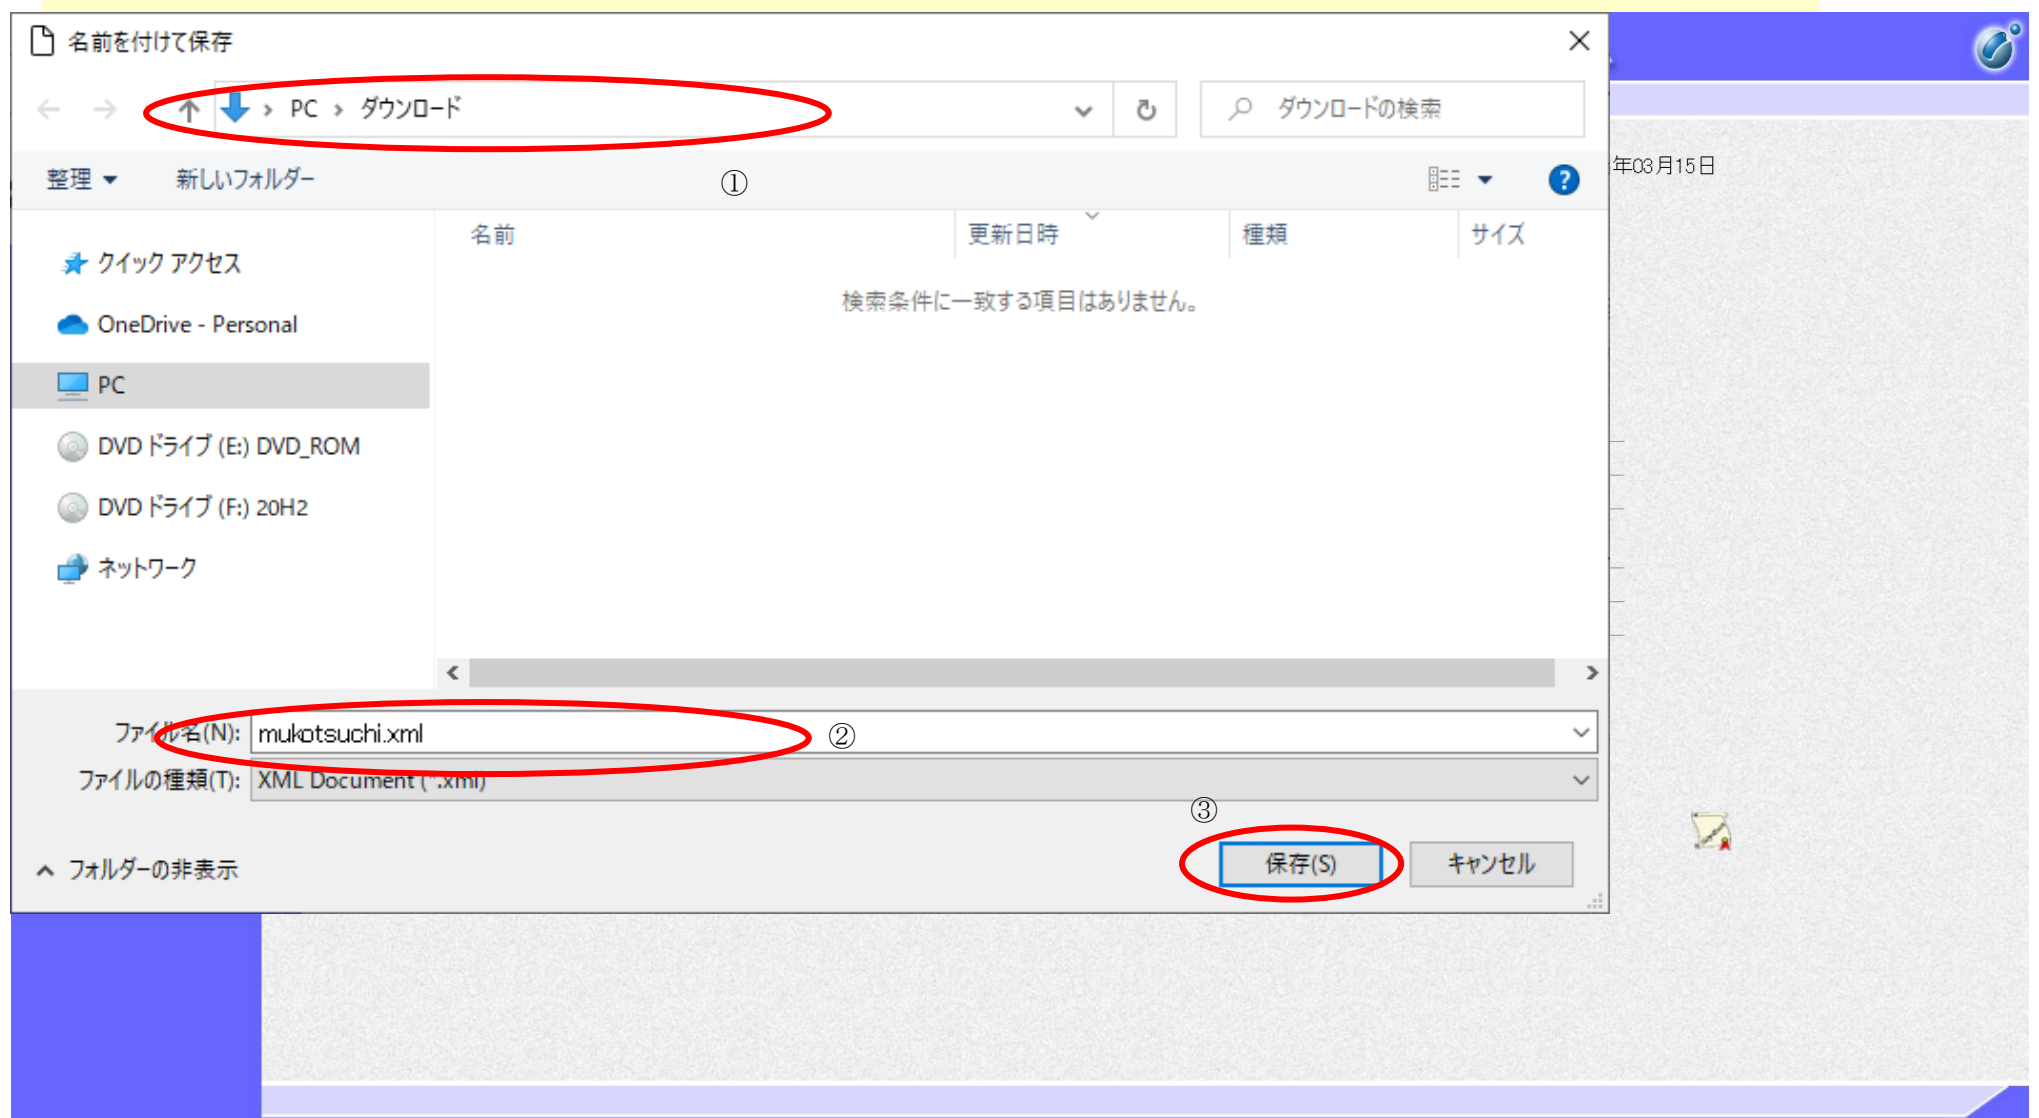 名前を付けて保存
PC › ダウンロード
ダウンロードの検索
整理
新しいフォルダー
①
年03月15日
名前
更新日時
種類
サイズ
クイック アクセス
検索条件に一致する項目はありません。
OneDrive - Personal
PC
DVD ドライブ (E:) DVD_ROM
DVD ドライブ (F:) 20H2
ネットワーク
ファイル名(N): mukotsuchi.xml
②
ファイルの種類(T): XML Document (*.xml)
③
フォルダーの非表示
保存(S)
キャンセル